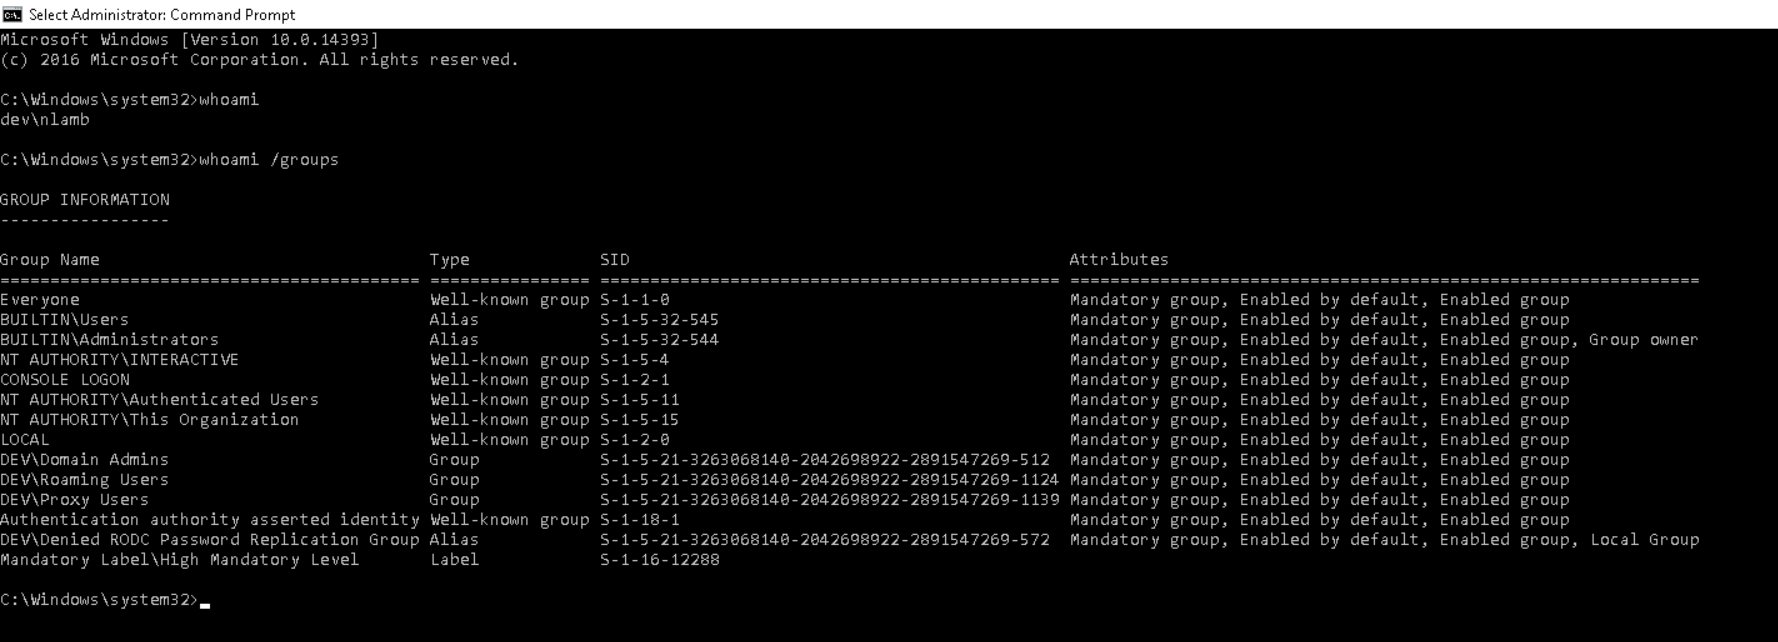 Select Administrator: Command Prompt
Microsoft Windows [Version 10.0.14393]
(c) 2016 Microsoft Corporation. All rights reserved.
C:\Windows\system32>whoami
dev\nlamb
C:\Windows\system32>whoami /groups
GROUP INFORMATION
-----------------
Group Name                                 Type             SID                                            Attributes
========================================== ================ ============================================== ===============================================================
Everyone                                   Well-known group S-1-1-0                                        Mandatory group, Enabled by default, Enabled group
BUILTIN\Users                              Alias            S-1-5-32-545                                   Mandatory group, Enabled by default, Enabled group
BUILTIN\Administrators                     Alias            S-1-5-32-544                                   Mandatory group, Enabled by default, Enabled group, Group owner
NT AUTHORITY\INTERACTIVE                   Well-known group S-1-5-4                                        Mandatory group, Enabled by default, Enabled group
CONSOLE LOGON                              Well-known group S-1-2-1                                        Mandatory group, Enabled by default, Enabled group
NT AUTHORITY\Authenticated Users           Well-known group S-1-5-11                                       Mandatory group, Enabled by default, Enabled group
NT AUTHORITY\This Organization             Well-known group S-1-5-15                                       Mandatory group, Enabled by default, Enabled group
LOCAL                                      Well-known group S-1-2-0                                        Mandatory group, Enabled by default, Enabled group
DEV\Domain Admins                          Group            S-1-5-21-3263068140-2042698922-2891547269-512  Mandatory group, Enabled by default, Enabled group
DEV\Roaming Users                          Group            S-1-5-21-3263068140-2042698922-2891547269-1124 Mandatory group, Enabled by default, Enabled group
DEV\Proxy Users                            Group            S-1-5-21-3263068140-2042698922-2891547269-1139 Mandatory group, Enabled by default, Enabled group
Authentication authority asserted identity Well-known group S-1-18-1                                       Mandatory group, Enabled by default, Enabled group
DEV\Denied RODC Password Replication Group Alias            S-1-5-21-3263068140-2042698922-2891547269-572  Mandatory group, Enabled by default, Enabled group, Local Group
Mandatory Label\High Mandatory Level       Label            S-1-16-12288
C:\Windows\system32>